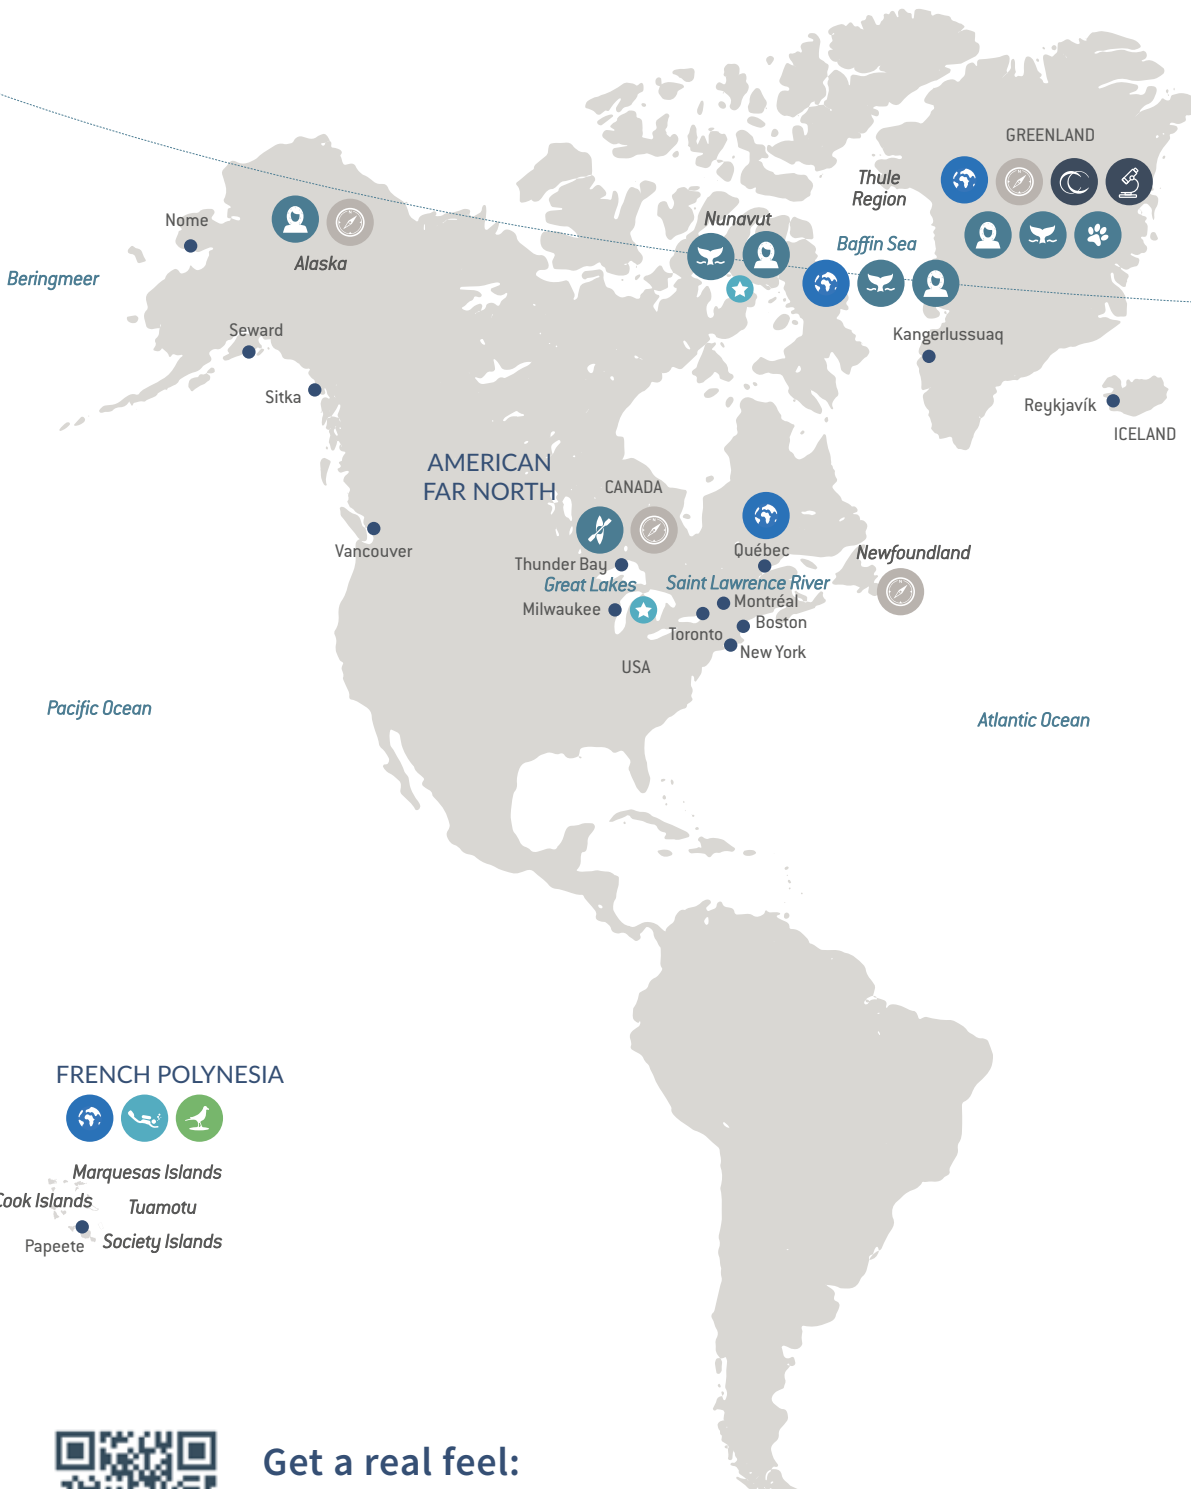 GREENLAND
Thule
Region
Nome
Nunavut
Baffin Sea
Alaska
Beringmeer
Seward
Kangerlussuaq
Sitka
Reykjavík
ICELAND
AMERICAN
FAR NORTH
CANADA
Vancouver
Québec
Newfoundland
Thunder Bay
Great Lakes
Saint Lawrence River
Milwaukee
Montréal
Boston
Toronto
New York
USA
Pacific Ocean
Atlantic Ocean
FRENCH POLYNESIA
Marquesas Islands
Cook Islands
Tuamotu
Papeete
Society Islands
Get a real feel: